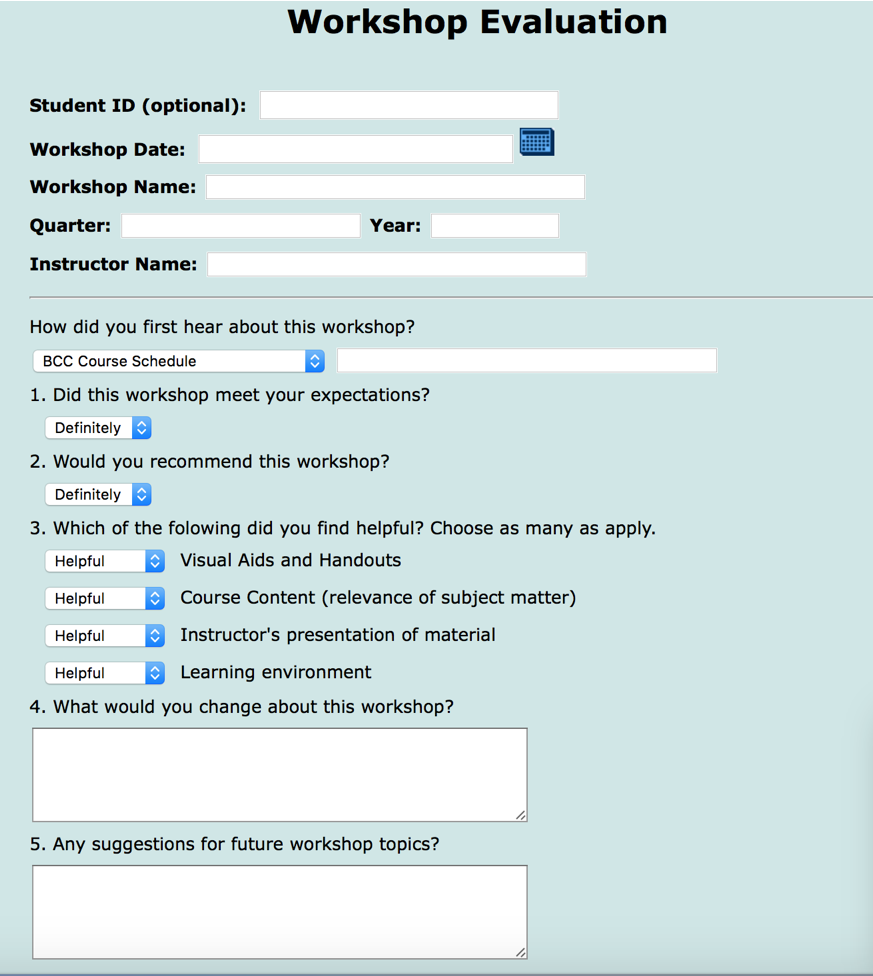 Workshop Evaluation
Student ID (optional):
Workshop Date:
Workshop Name:
Quarter: Year:
Instructor Name:
How did you first hear about this workshop?
BCC Course Schedule
1. Did this workshop meet your expectations?
Definitely
2. Would you recommend this workshop?
Definitely
3. Which of the folowing did you find helpful? Choose as many as apply.
Helpful Visual Aids and Handouts
Helpful Course Content (relevance of subject matter)
Helpful Instructor's presentation of material
Helpful Learning environment
4. What would you change about this workshop?
5. Any suggestions for future workshop topics?